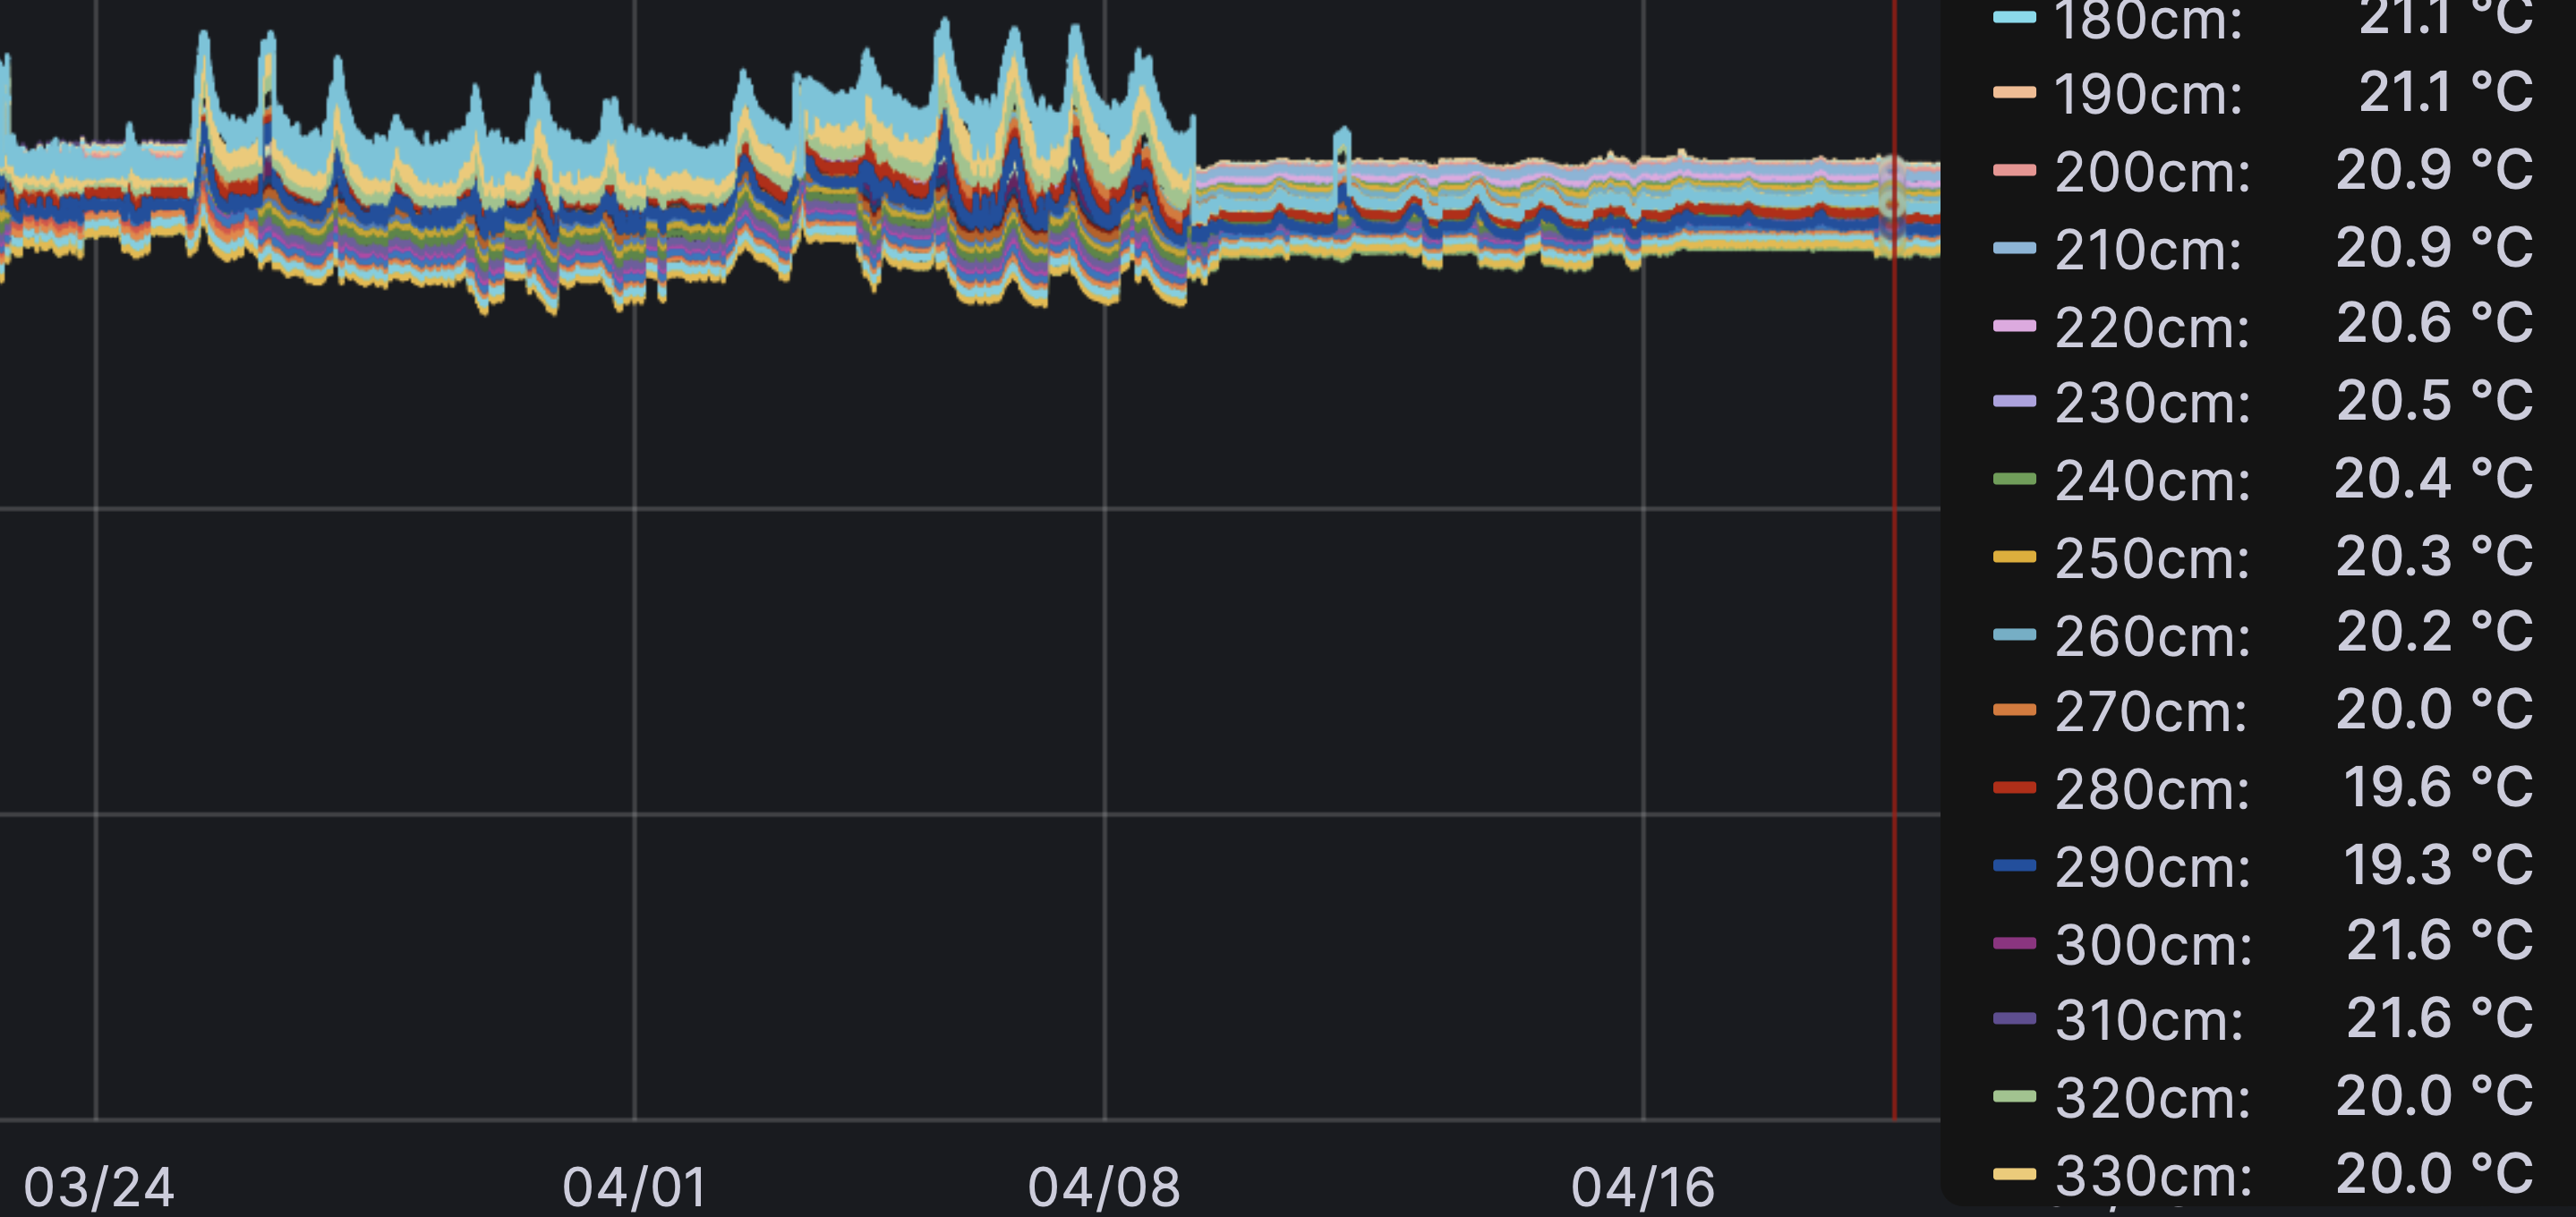 180cm: 21.1 °C
190cm: 21.1 °C
200cm: 20.9 °C
210cm: 20.9 °C
220cm: 20.6 °C
230cm: 20.5 °C
240cm: 20.4 °C
250cm: 20.3 °C
260cm: 20.2 °C
270cm: 20.0 °C
280cm: 19.6 °C
290cm: 19.3 °C
300cm: 21.6 °C
310cm: 21.6 °C
320cm: 20.0 °C
330cm: 20.0 °C
03/24 04/01 04/08 04/16